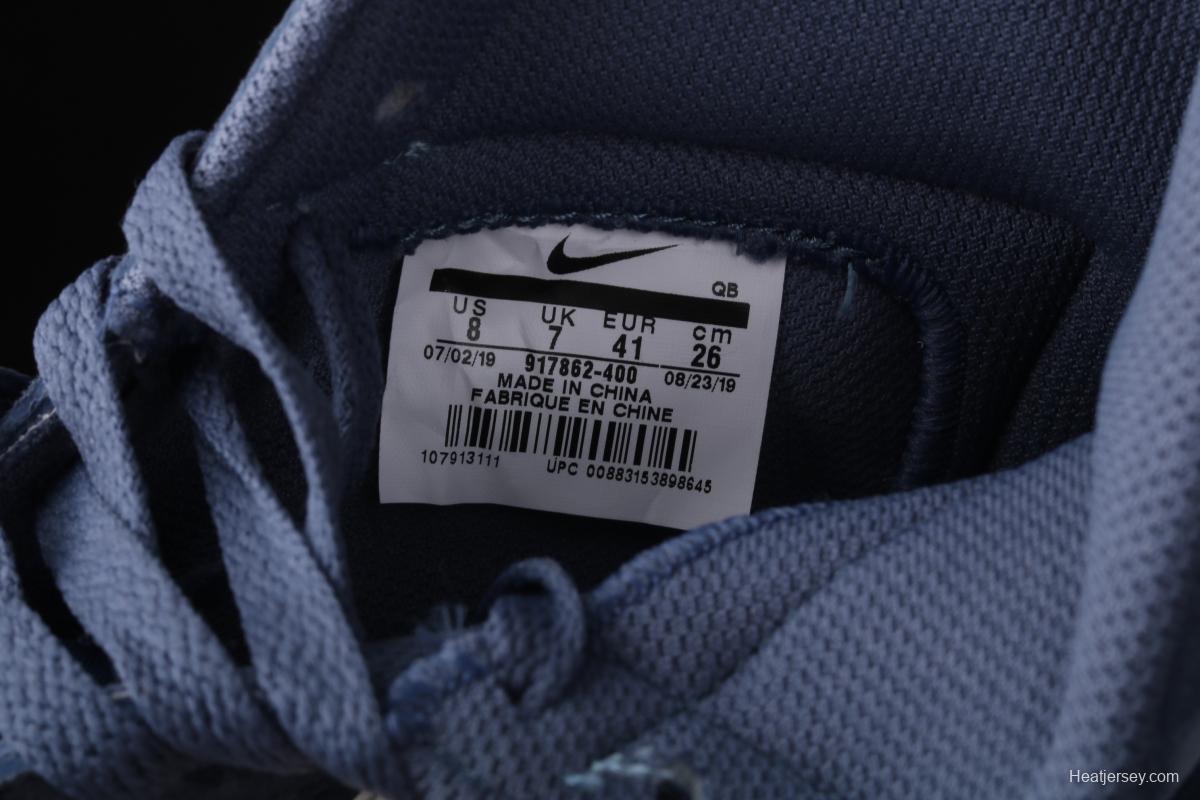 QB
US UK EUR cm
8 7 41 26
07/02/19 917862-400 08/23/19
MADE IN CHINA
FABRIQUE EN CHINE
107913111 UPC 00883153898645
Heatjersey.com